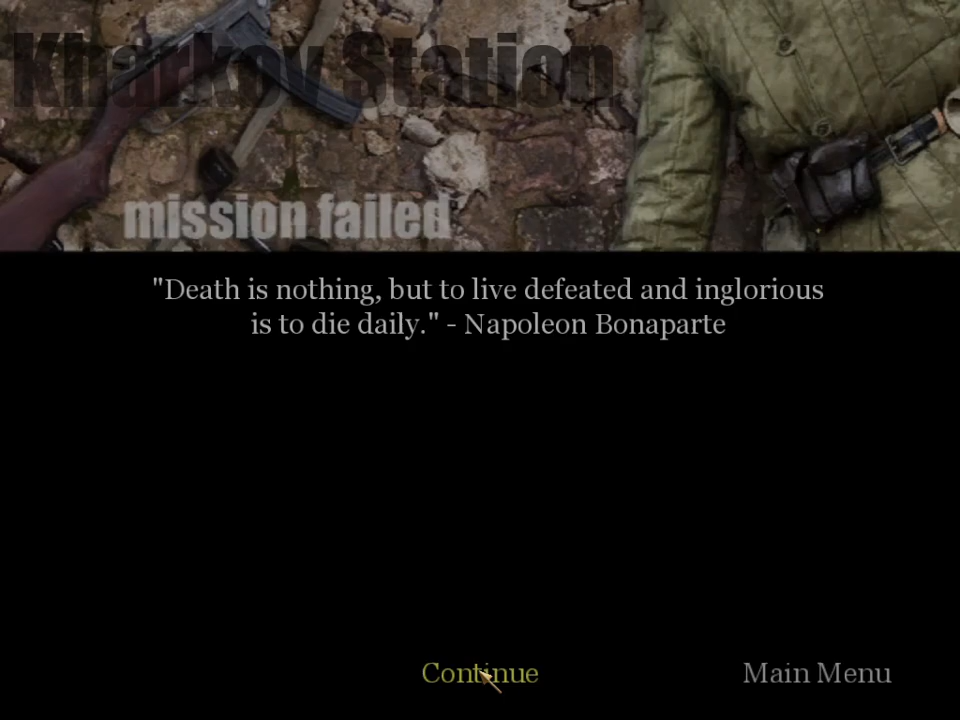 Kharkov Station
mission failed
"Death is nothing, but to live defeated and inglorious
is to die daily." - Napoleon Bonaparte
Continue
Main Menu